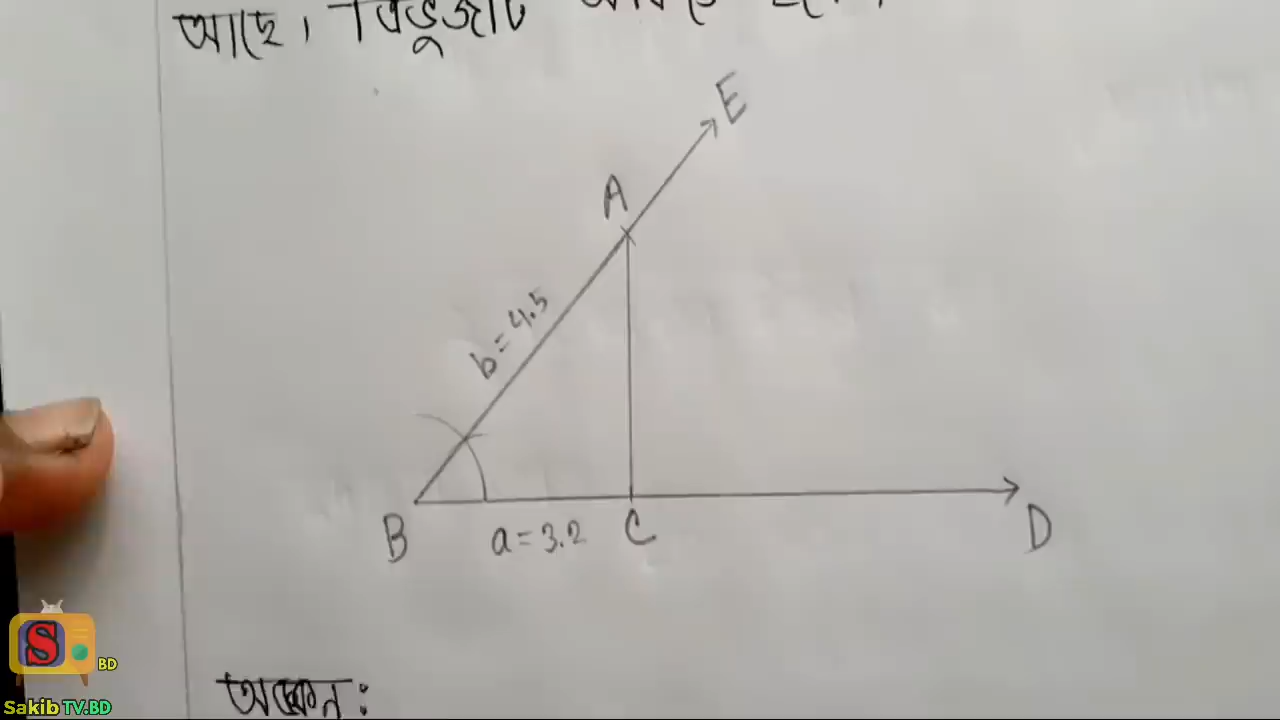 আছে। ত্রিভুজটি
E
A
b = 4.5
B
a = 3.2
C
D
অঙ্কন :
S BD
Sakib TV.BD